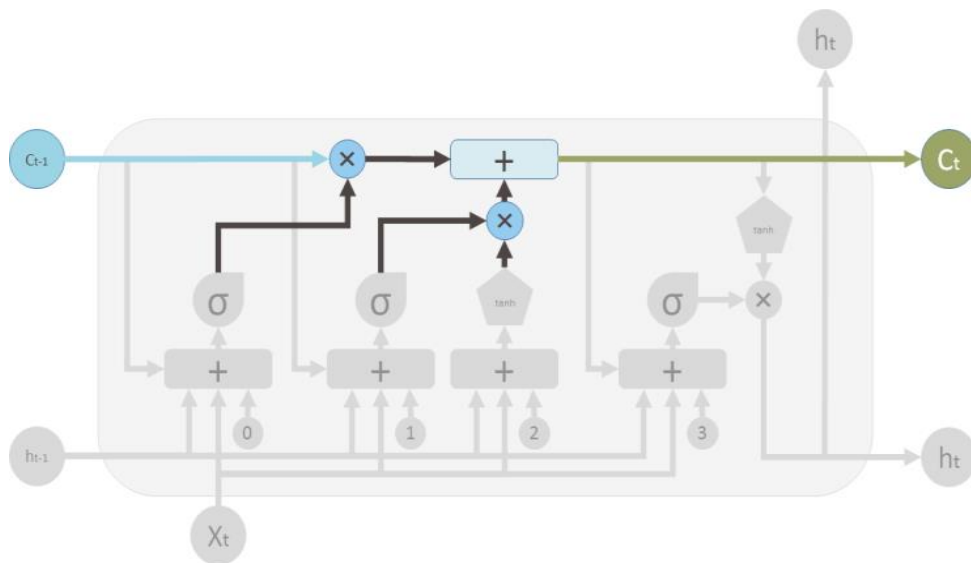 hₜ
Cₜ₋₁ × + Cₜ
× tanh
σ σ tanh σ ×
+ + + +
0 1 2 3
hₜ₋₁ hₜ
Xₜ